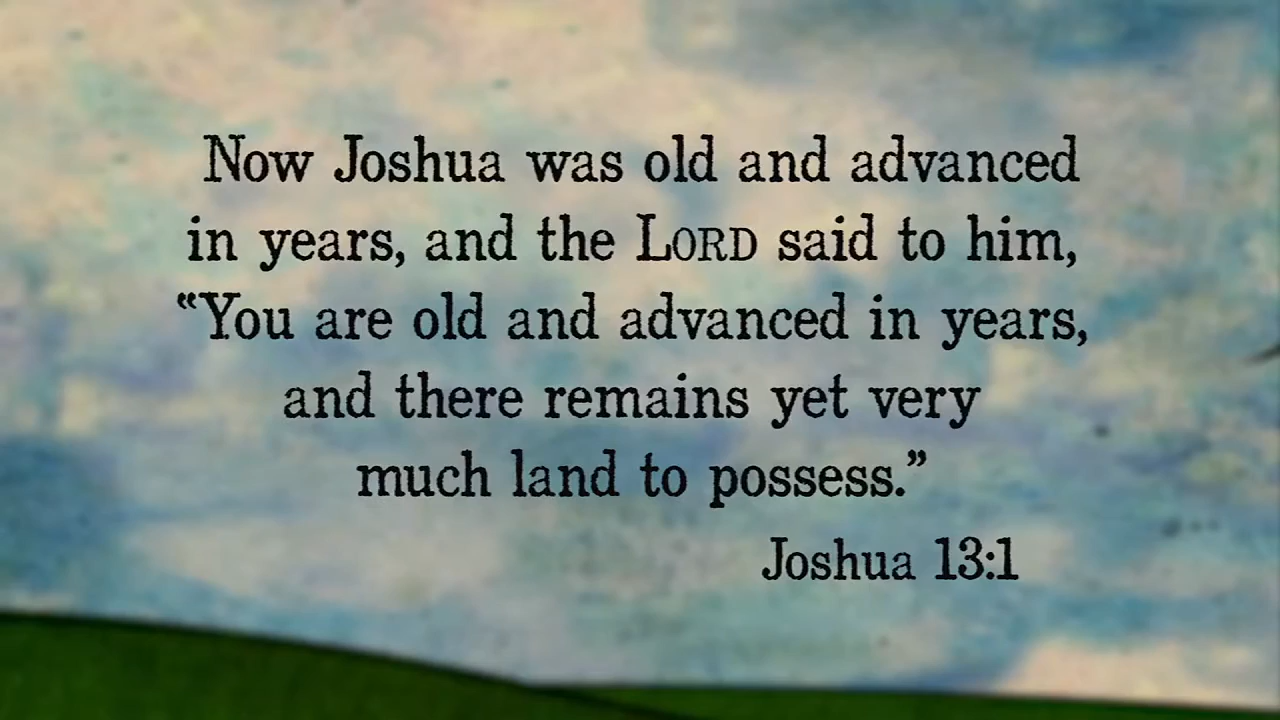 Now Joshua was old and advanced
in years, and the LORD said to him,
“You are old and advanced in years,
and there remains yet very
much land to possess.”
Joshua 13:1